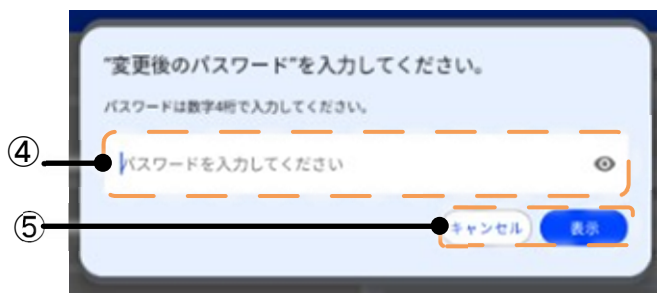 "変更後のパスワード"を入力してください。
パスワードは数字4桁で入力してください。
④
パスワードを入力してください
⑤
キャンセル 表示